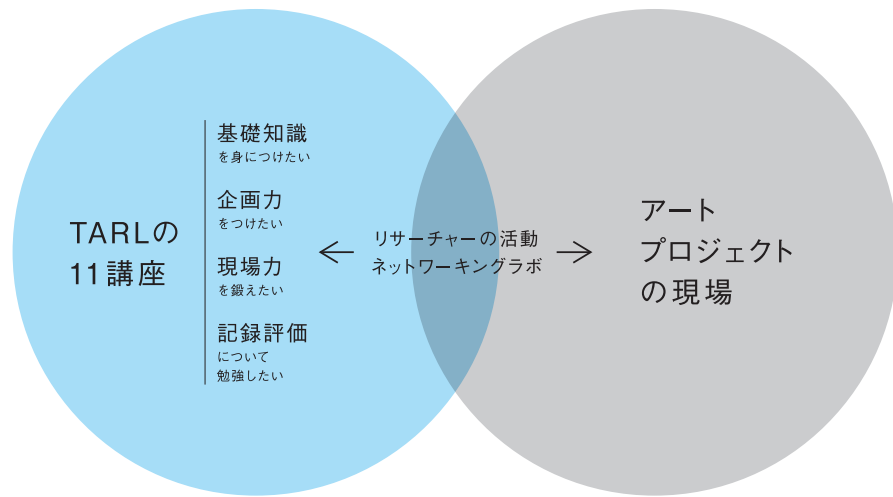 TARLの
11講座
基礎知識
を身につけたい
企画力
をつけたい
現場力
を鍛えたい
記録評価
について
勉強したい
リサーチャーの活動
ネットワーキングラボ
アート
プロジェクト
の現場